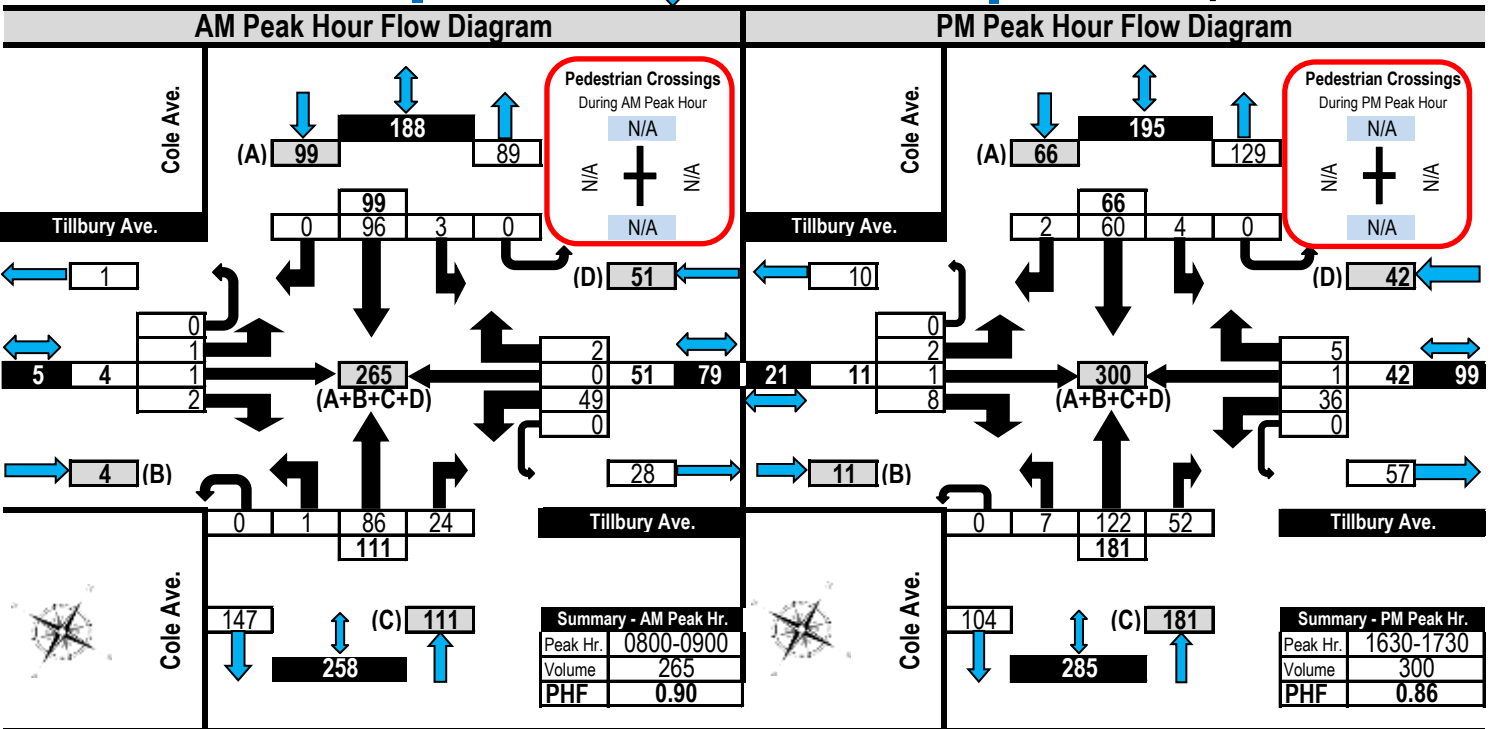 AM Peak Hour Flow Diagram
Cole Ave.
Pedestrian Crossings
During AM Peak Hour
N/A
N/A
N/A
N/A
188
(A) 99
89
99
0 96 3 0
Tillbury Ave.
1
(D) 51
0
1
5 4 1
2
265
(A+B+C+D)
2
0 51 79
49
0
4 (B)
28
0 1 86 24
111
Tillbury Ave.
Cole Ave.
147
(C) 111
258
Summary - AM Peak Hr.
Peak Hr. 0800-0900
Volume 265
PHF 0.90
PM Peak Hour Flow Diagram
Cole Ave.
Pedestrian Crossings
During PM Peak Hour
N/A
N/A
N/A
N/A
195
(A) 66
129
66
2 60 4 0
Tillbury Ave.
10
(D) 42
0
2
21 11 1
8
300
(A+B+C+D)
5
1 42 99
36
0
11 (B)
57
0 7 122 52
181
Tillbury Ave.
Cole Ave.
104
(C) 181
285
Summary - PM Peak Hr.
Peak Hr. 1630-1730
Volume 300
PHF 0.86